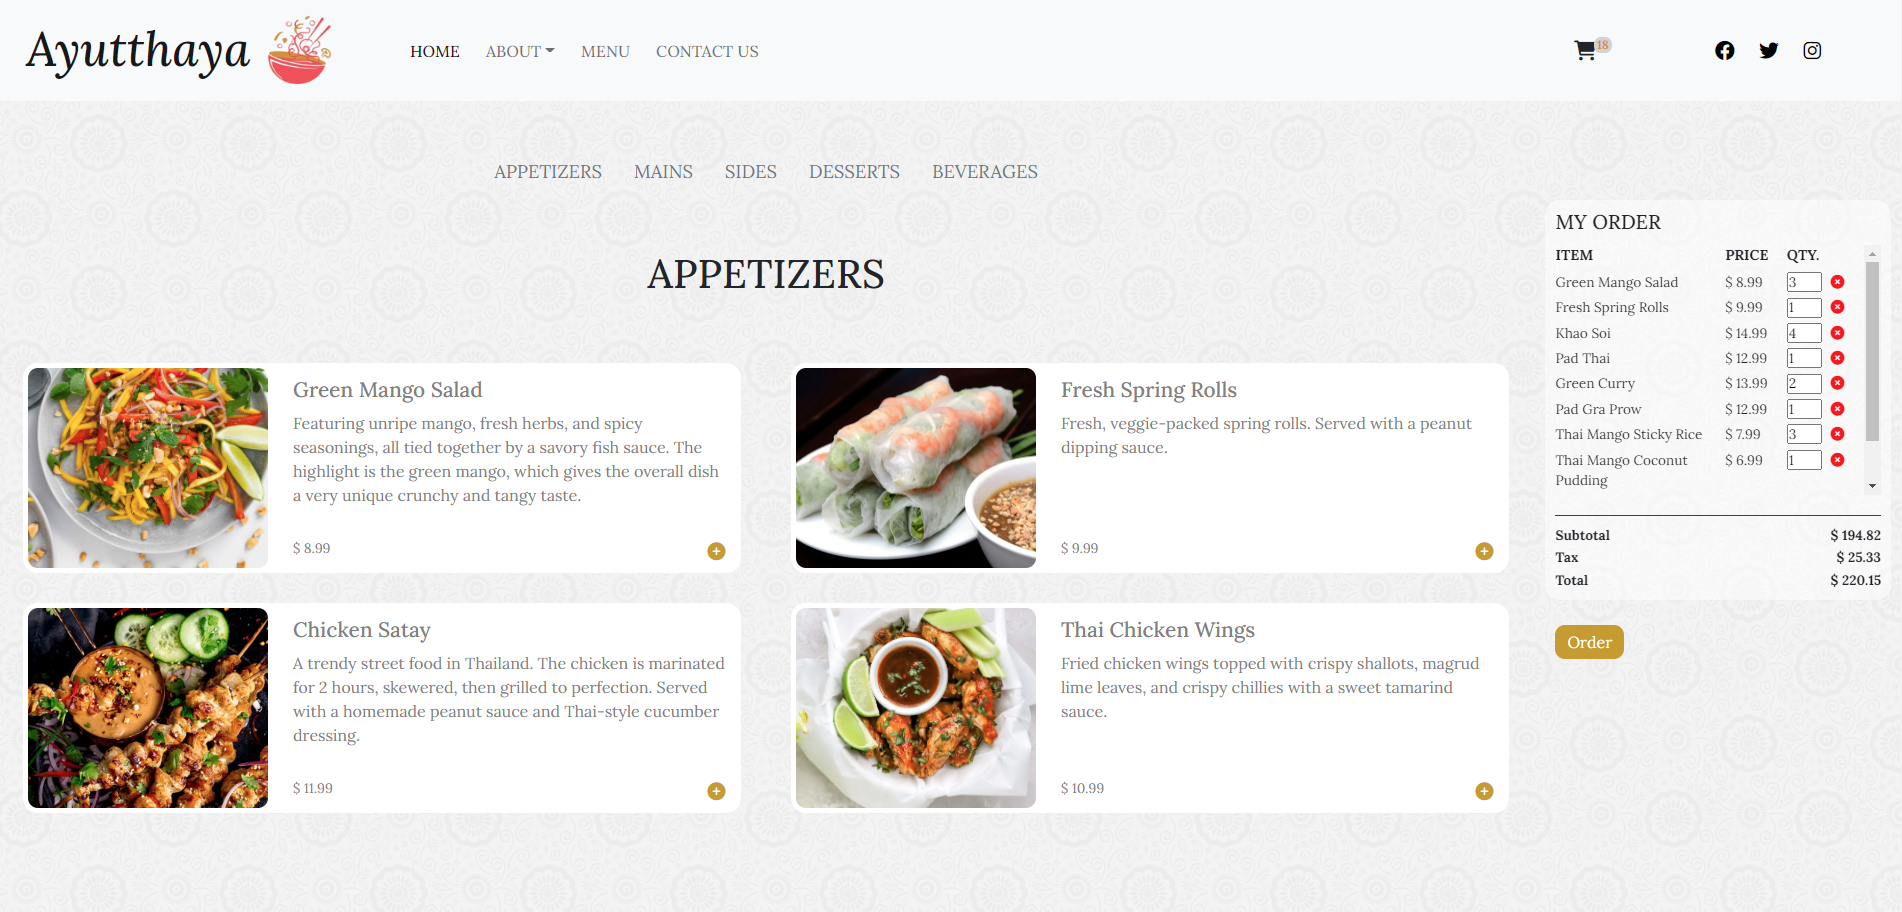 Ayutthaya
HOME ABOUT MENU CONTACT US
18
APPETIZERS MAINS SIDES DESSERTS BEVERAGES
APPETIZERS
Green Mango Salad
Featuring unripe mango, fresh herbs, and spicy
seasonings, all tied together by a savory fish sauce. The
highlight is the green mango, which gives the overall dish
a very unique crunchy and tangy taste.
$ 8.99
Fresh Spring Rolls
Fresh, veggie-packed spring rolls. Served with a peanut
dipping sauce.
$ 9.99
Chicken Satay
A trendy street food in Thailand. The chicken is marinated
for 2 hours, skewered, then grilled to perfection. Served
with a homemade peanut sauce and Thai-style cucumber
dressing.
$ 11.99
Thai Chicken Wings
Fried chicken wings topped with crispy shallots, magrud
lime leaves, and crispy chillies with a sweet tamarind
sauce.
$ 10.99
MY ORDER
ITEM PRICE QTY.
Green Mango Salad $ 8.99 3
Fresh Spring Rolls $ 9.99 1
Khao Soi $ 14.99 4
Pad Thai $ 12.99 1
Green Curry $ 13.99 2
Pad Gra Prow $ 12.99 1
Thai Mango Sticky Rice $ 7.99 3
Thai Mango Coconut $ 6.99 1
Pudding
Subtotal $ 194.82
Tax $ 25.33
Total $ 220.15
Order